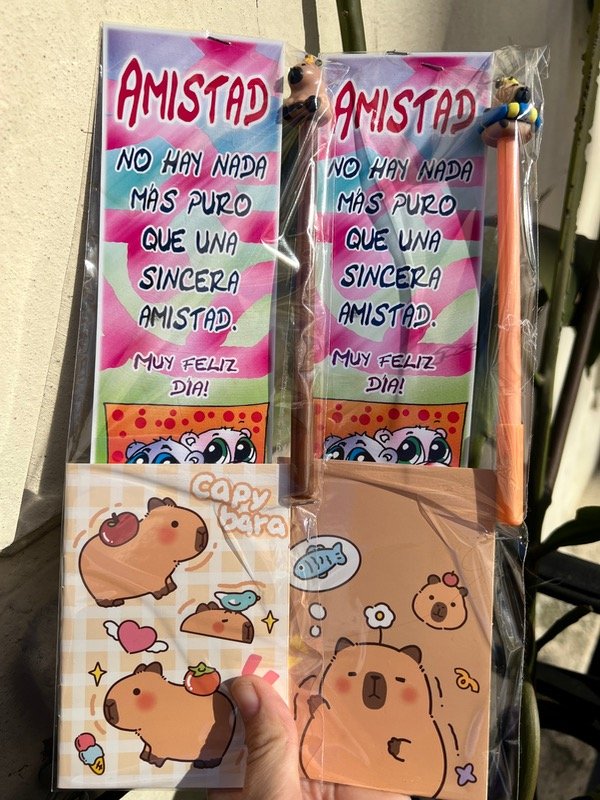 AMISTAD
NO HAY NADA
MÁS PURO
QUE UNA
SINCERA
AMISTAD.
MUY FELIZ
DÍA!
AMISTAD
NO HAY NADA
MÁS PURO
QUE UNA
SINCERA
AMISTAD.
MUY FELIZ
DÍA!
capy
bara